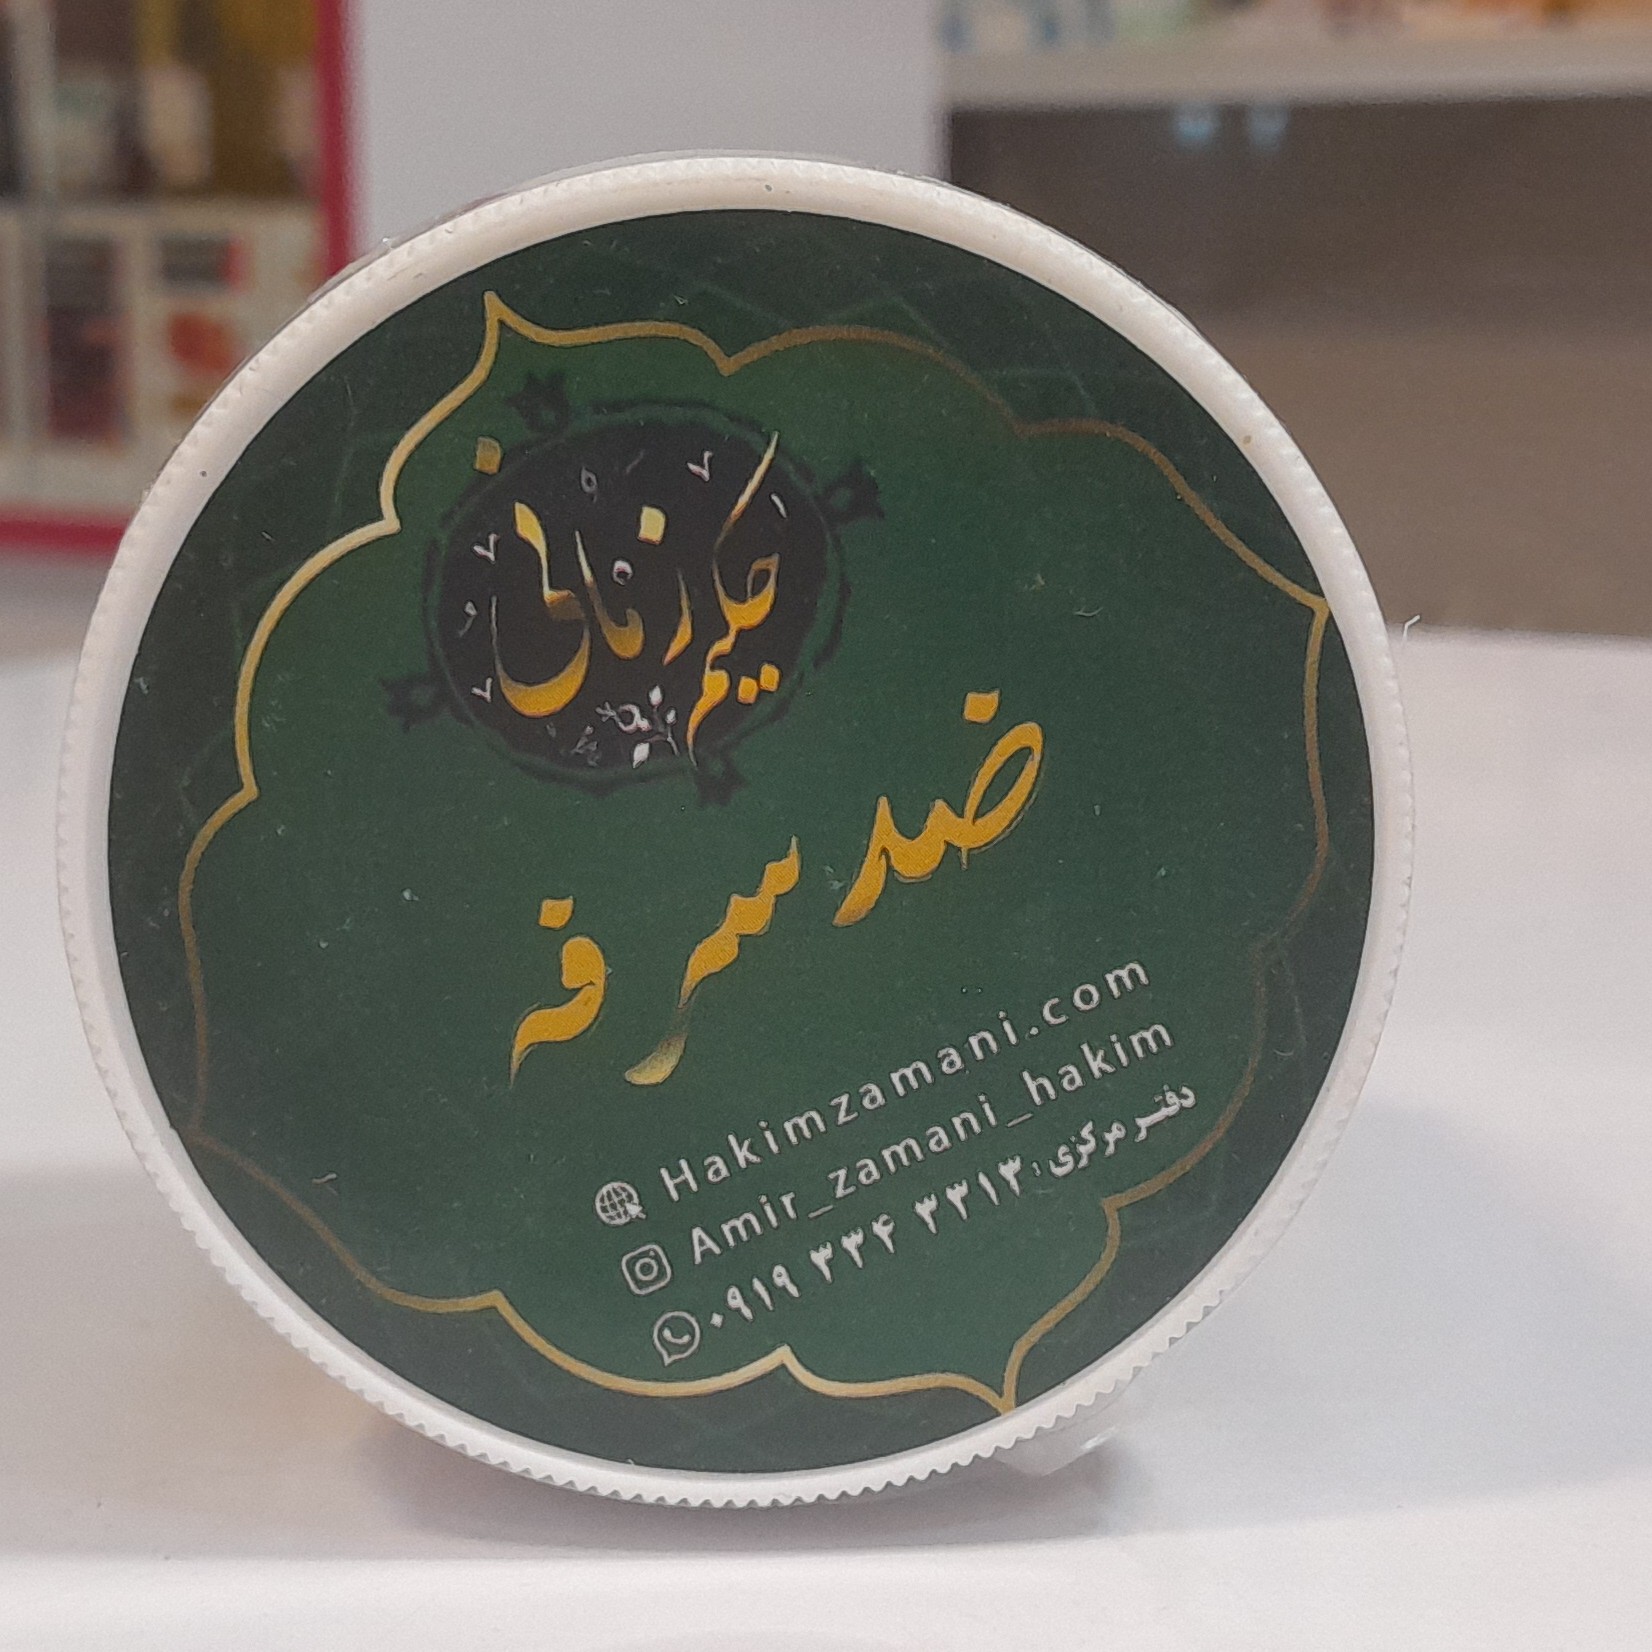 حکیم زمانی
ضد سرفه
Hakimzamani.com
Amir_zamani_hakim
دفتر مرکزی: ۰۹۱۹ ۳۳۴ ۳۳۱۳